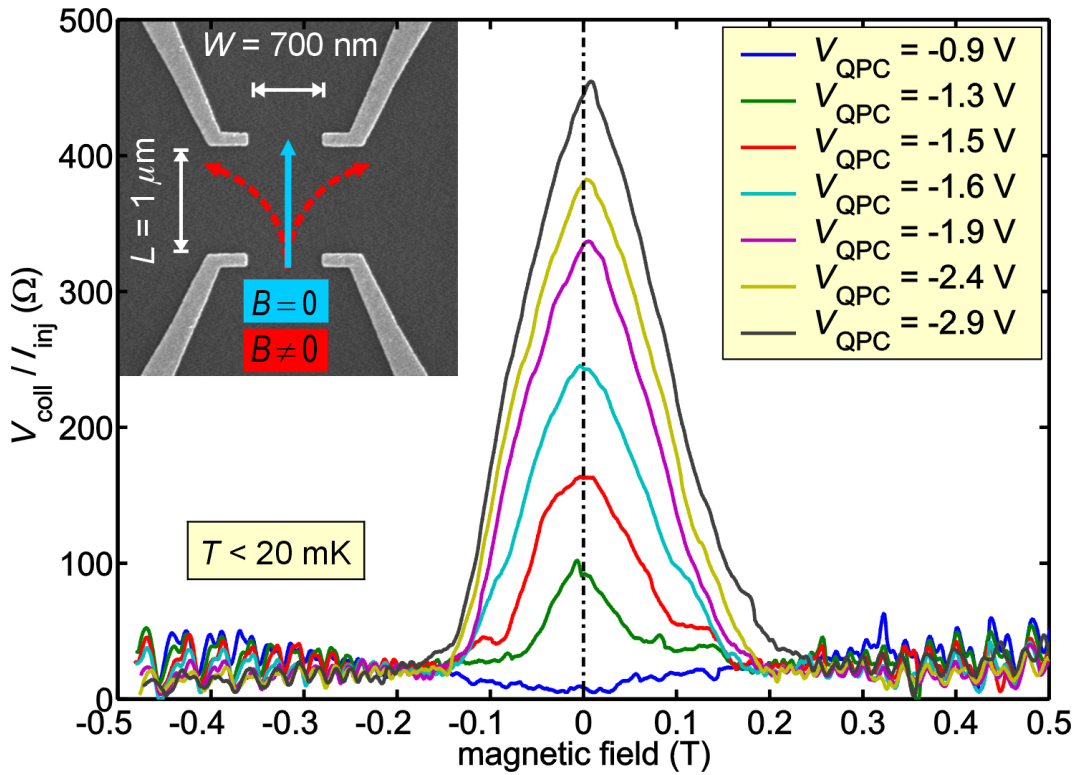 500
400
300
200
100
0
V_coll / I_inj (Ω)
W = 700 nm
L = 1 μm
B = 0
B ≠ 0
T < 20 mK
V_QPC = -0.9 V
V_QPC = -1.3 V
V_QPC = -1.5 V
V_QPC = -1.6 V
V_QPC = -1.9 V
V_QPC = -2.4 V
V_QPC = -2.9 V
-0.5 -0.4 -0.3 -0.2 -0.1 0 0.1 0.2 0.3 0.4 0.5
magnetic field (T)